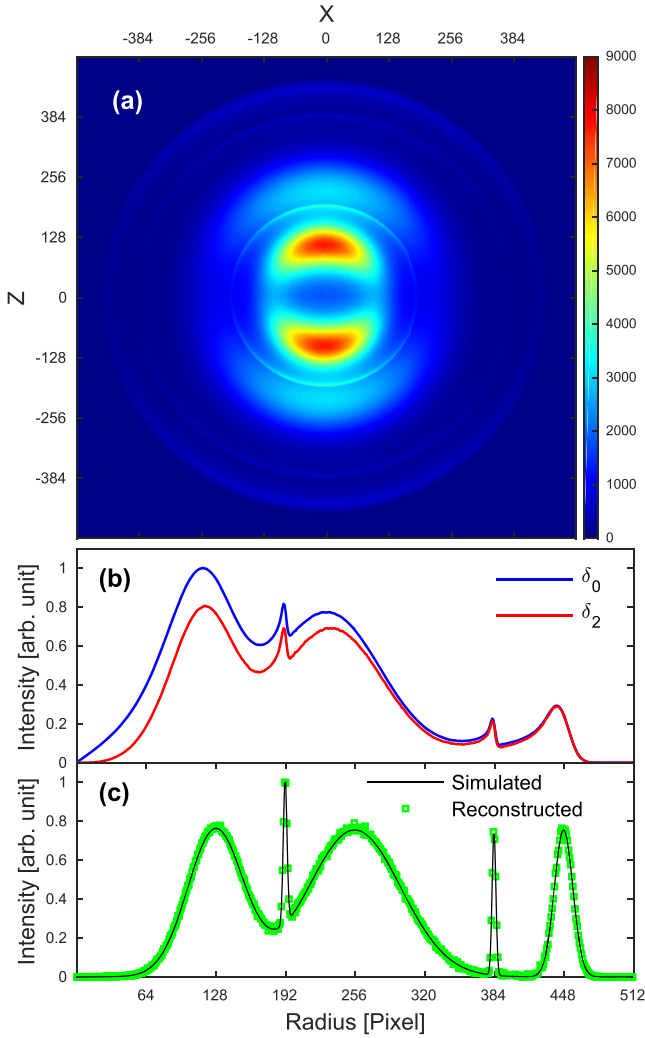 X
-384 -256 -128 0 128 256 384
(a)
9000
8000
7000
6000
5000
4000
3000
2000
1000
0
Z
384
256
128
0
-128
-256
-384
(b)
δ0
δ2
Intensity [arb. unit]
1
0.8
0.6
0.4
0.2
0
(c)
Simulated
Reconstructed
Intensity [arb. unit]
1
0.8
0.6
0.4
0.2
0
64 128 192 256 320 384 448 512
Radius [Pixel]